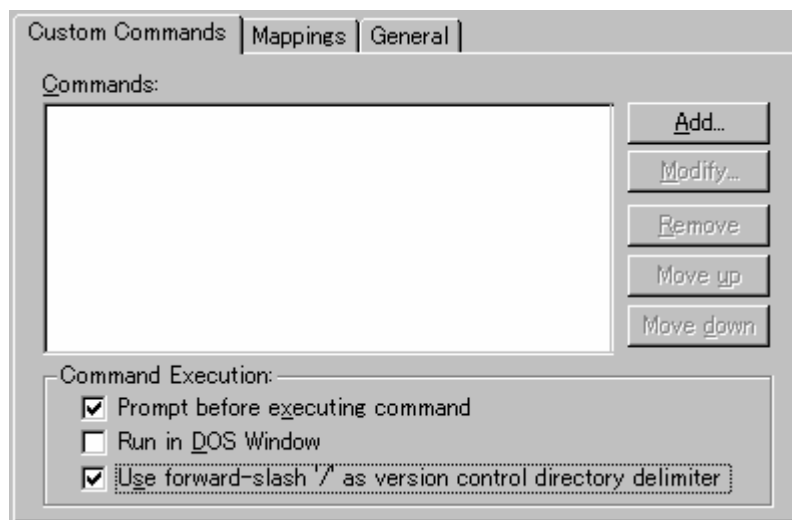 Custom Commands Mappings General
Commands:
Add...
Modify...
Remove
Move up
Move down
Command Execution:
Prompt before executing command
Run in DOS Window
Use forward-slash '/' as version control directory delimiter